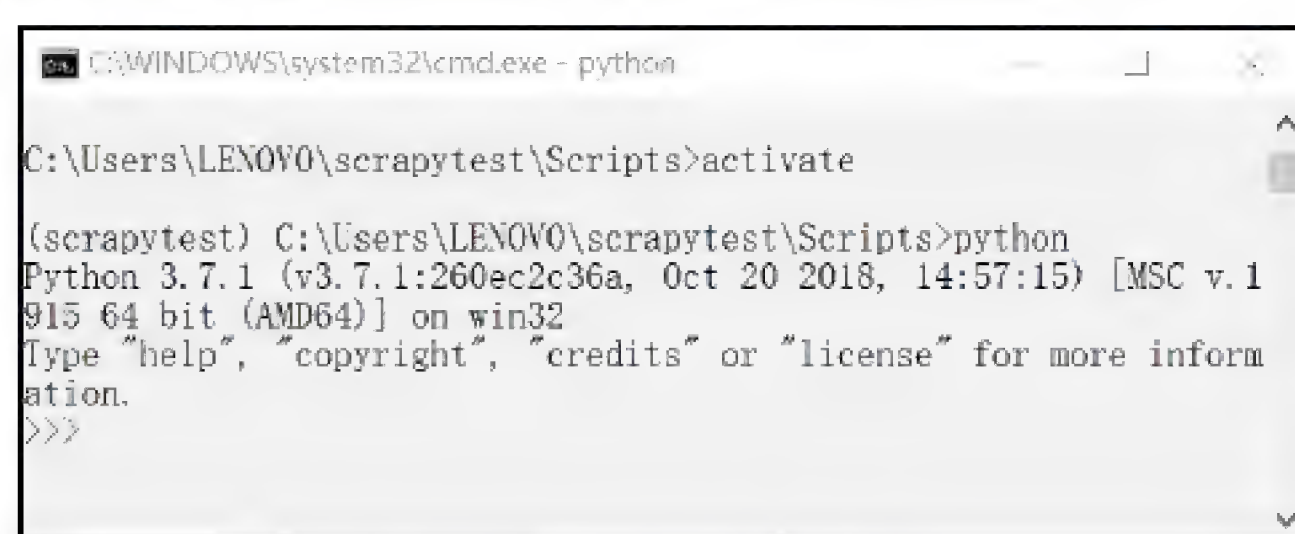 C:\WINDOWS\system32\cmd.exe - python
C:\Users\LENOVO\scrapytest\Scripts>activate
(scrapytest) C:\Users\LENOVO\scrapytest\Scripts>python
Python 3.7.1 (v3.7.1:260ec2c36a, Oct 20 2018, 14:57:15) [MSC v.1
915 64 bit (AMD64)] on win32
Type "help", "copyright", "credits" or "license" for more inform
ation.
>>>